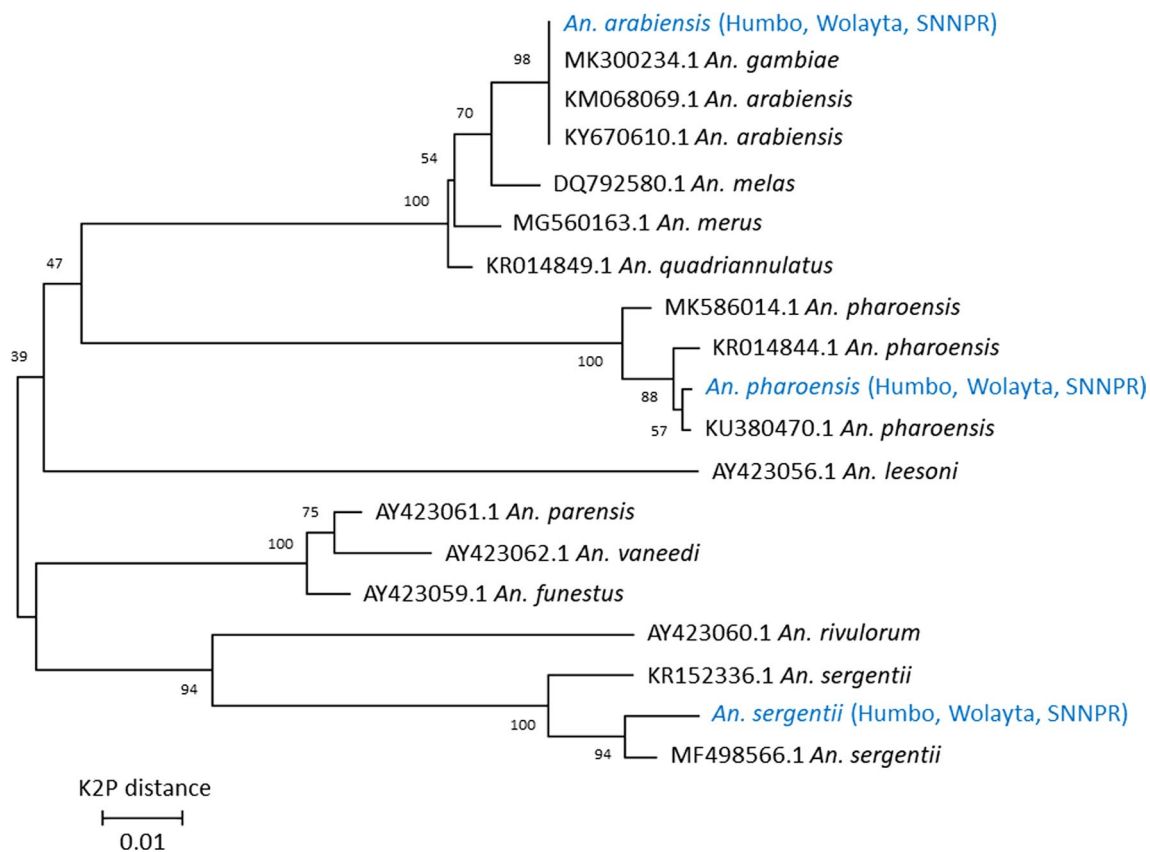 An. arabiensis (Humbo, Wolayta, SNNPR)
98
MK300234.1 An. gambiae
KM068069.1 An. arabiensis
70
KY670610.1 An. arabiensis
54
DQ792580.1 An. melas
100
MG560163.1 An. merus
47
KR014849.1 An. quadriannulatus
MK586014.1 An. pharoensis
KR014844.1 An. pharoensis
39
100
An. pharoensis (Humbo, Wolayta, SNNPR)
88
57
KU380470.1 An. pharoensis
AY423056.1 An. leesoni
75
AY423061.1 An. parensis
100
AY423062.1 An. vaneedi
AY423059.1 An. funestus
AY423060.1 An. rivulorum
94
KR152336.1 An. sergentii
An. sergentii (Humbo, Wolayta, SNNPR)
100
94
MF498566.1 An. sergentii
K2P distance
0.01